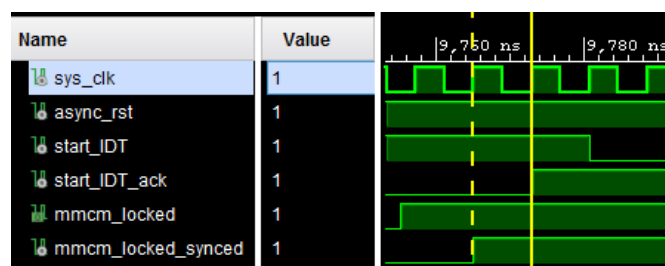 Name Value
9,760 ns 9,780 ns
sys_clk 1
async_rst 1
start_IDT 1
start_IDT_ack 1
mmcm_locked 1
mmcm_locked_synced 1